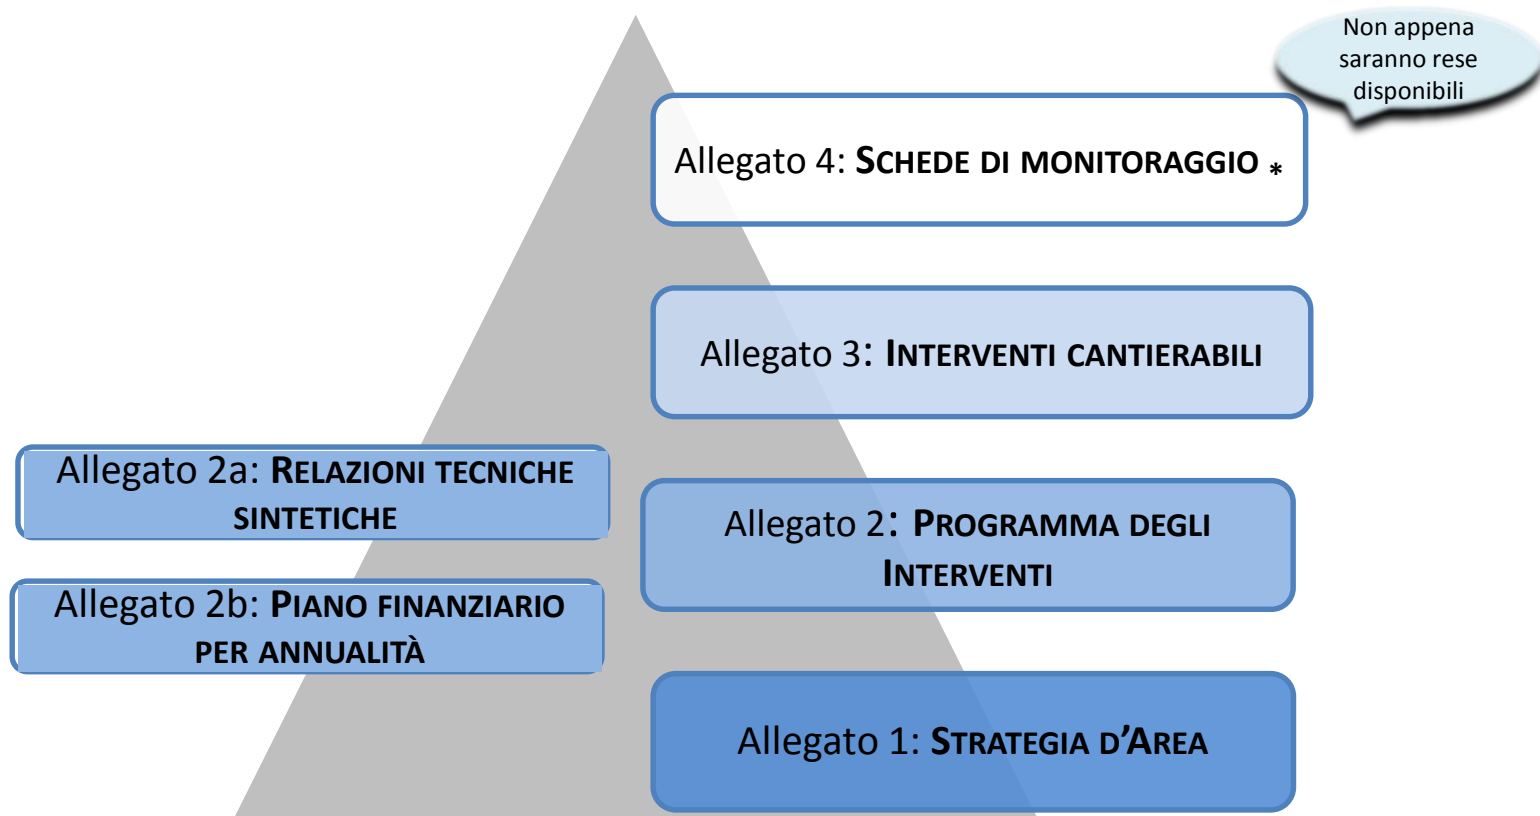 Non appena
saranno rese
disponibili
Allegato 4: SCHEDE DI MONITORAGGIO *
Allegato 3: INTERVENTI CANTIERABILI
Allegato 2a: RELAZIONI TECNICHE
SINTETICHE
Allegato 2: PROGRAMMA DEGLI
INTERVENTI
Allegato 2b: PIANO FINANZIARIO
PER ANNUALITÀ
Allegato 1: STRATEGIA D’AREA